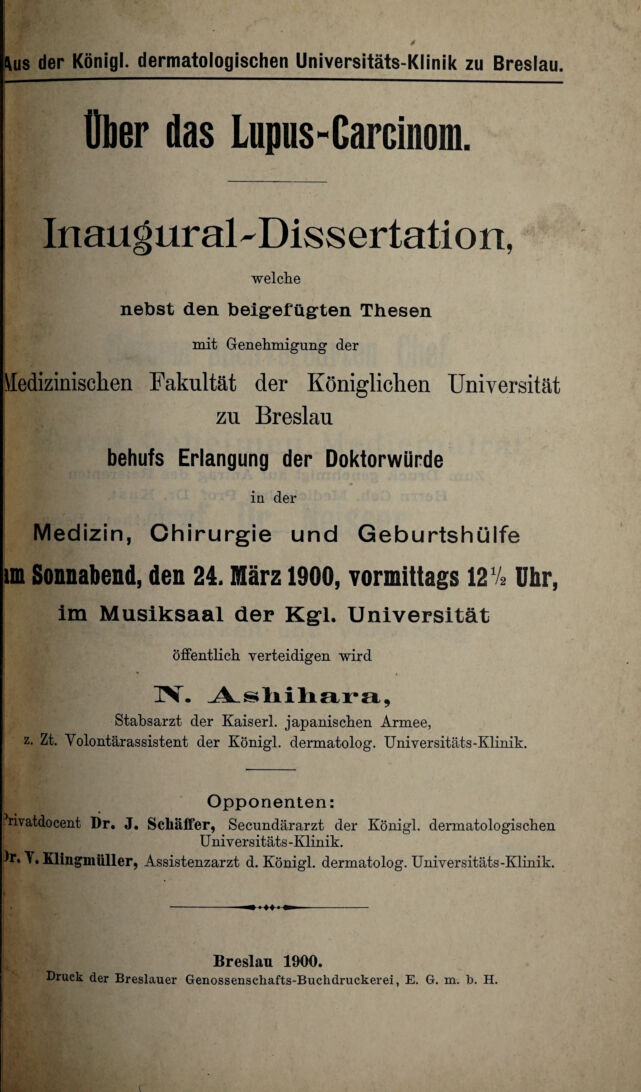 us der Königl. dermatologischen Universitäts-Klinik zu Breslau.
Über das Lupus-Carcinom.
Inaugural-Dissertation,
welche
nebst den beigefügten Thesen
mit Genehmigung der
Medizinischen Fakultät der Königlichen Universität
zu Breslau
behufs Erlangung der Doktorwürde
in der
Medizin, Chirurgie und Geburtshülfe
am Sonnabend, den 24. März 1900, vormittags 12½ Uhr,
im Musiksaal der Kgl. Universität
öffentlich verteidigen wird
N. Ashihara,
Stabsarzt der Kaiserl. japanischen Armee,
z. Zt. Volontärassistent der Königl. dermatolog. Universitäts-Klinik.
Opponenten:
Privatdocent Dr. J. Schäffer, Secundärarzt der Königl. dermatologischen
Universitäts-Klinik.
Dr. V. Klingmüller, Assistenzarzt d. Königl. dermatolog. Universitäts-Klinik.
Breslau 1900.
Druck der Breslauer Genossenschafts-Buchdruckerei, E. G. m. b. H.